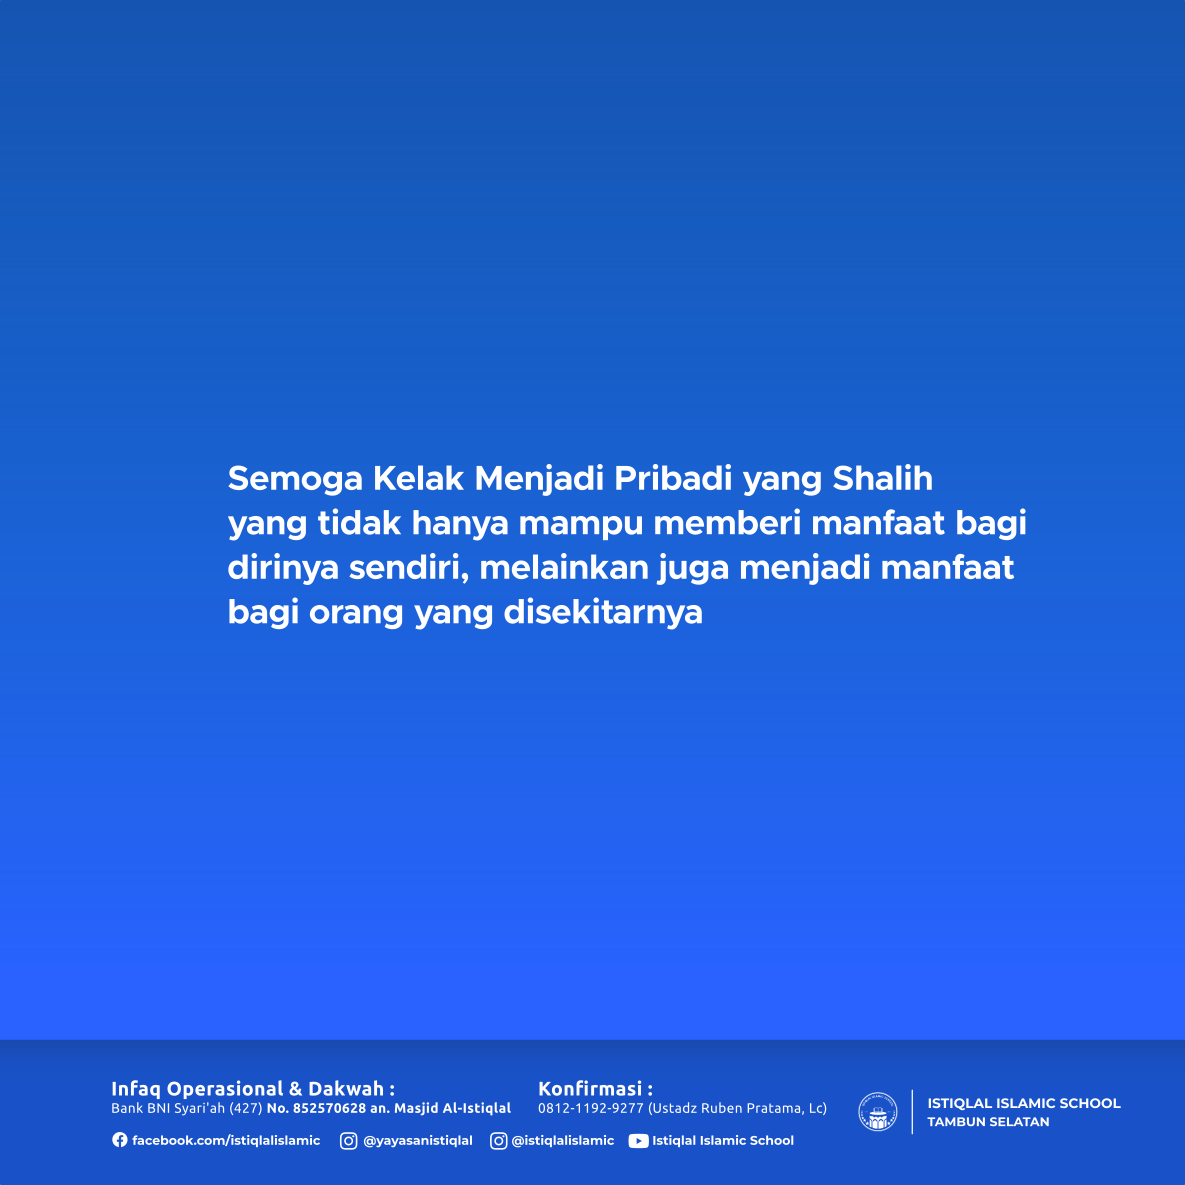 Semoga Kelak Menjadi Pribadi yang Shalih
yang tidak hanya mampu memberi manfaat bagi
dirinya sendiri, melainkan juga menjadi manfaat
bagi orang yang disekitarnya
Infaq Operasional & Dakwah :
Bank BNI Syari'ah (427) No. 852570628 an. Masjid Al-Istiqlal
Konfirmasi :
0812-1192-9277 (Ustadz Ruben Pratama, Lc)
facebook.com/istiqlalislamic
@yayasanistiqlal
@istiqlalislamic
Istiqlal Islamic School
ISTIQLAL ISLAMIC SCHOOL
TAMBUN SELATAN